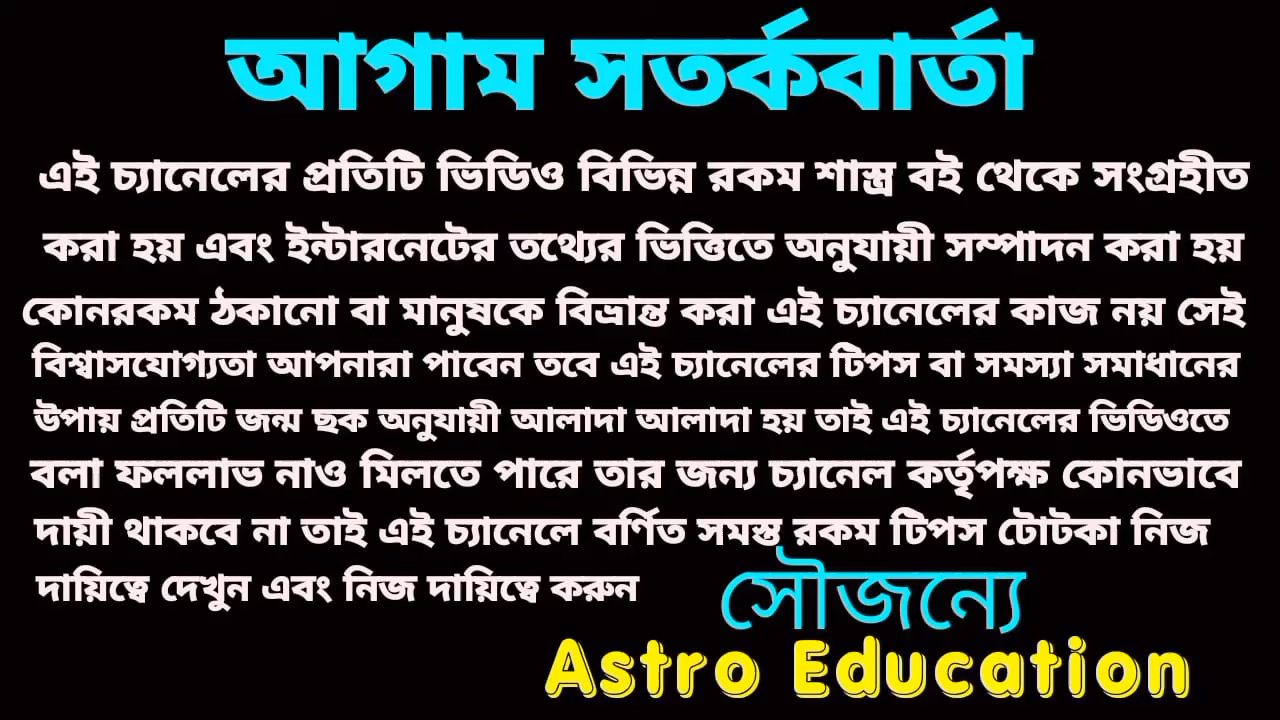 আগাম সতর্কবার্তা
এই চ্যানেলের প্রতিটি ভিডিও বিভিন্ন রকম শাস্ত্র বই থেকে সংগ্রহীত
করা হয় এবং ইন্টারনেটের তথ্যের ভিত্তিতে অনুযায়ী সম্পাদন করা হয়
কোনরকম ঠকানো বা মানুষকে বিভ্রান্ত করা এই চ্যানেলের কাজ নয় সেই
বিশ্বাসযোগ্যতা আপনারা পাবেন তবে এই চ্যানেলের টিপস বা সমস্যা সমাধানের
উপায় প্রতিটি জন্ম ছক অনুযায়ী আলাদা আলাদা হয় তাই এই চ্যানেলের ভিডিওতে
বলা ফললাভ নাও মিলতে পারে তার জন্য চ্যানেল কর্তৃপক্ষ কোনভাবে
দায়ী থাকবে না তাই এই চ্যানেলে বর্ণিত সমস্ত রকম টিপস টোটকা নিজ
দায়িত্বে দেখুন এবং নিজ দায়িত্বে করুন
সৌজন্যে
Astro Education